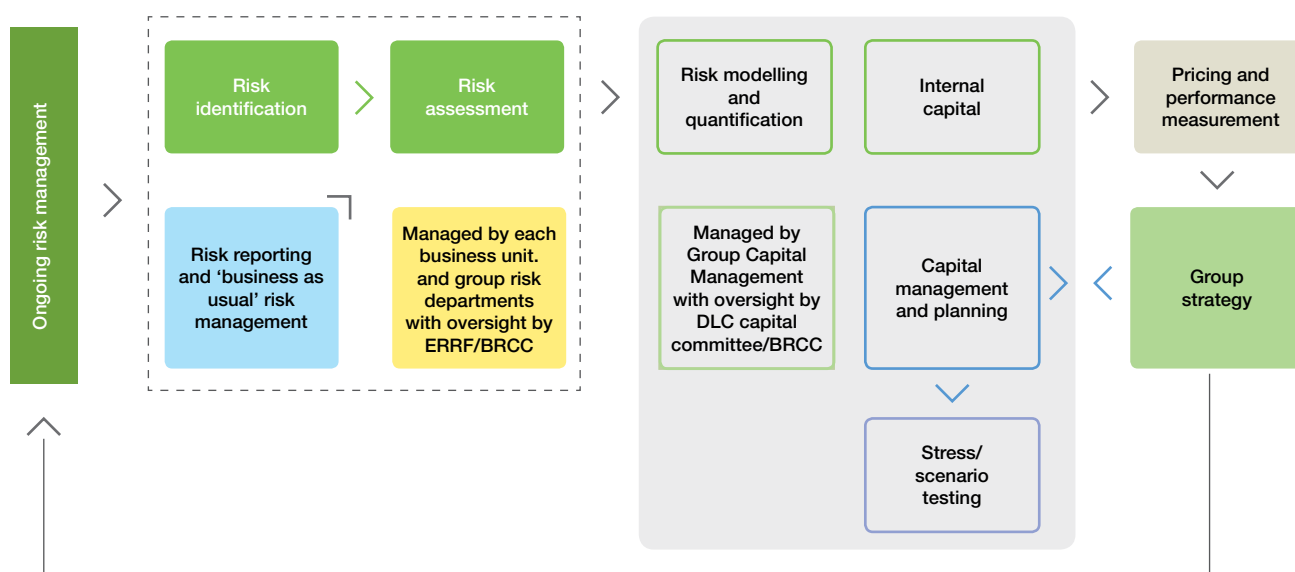 Ongoing risk management
Risk
identification
Risk
assessment
Risk reporting
and ‘business as
usual’ risk
management
Managed by each
business unit.
and group risk
departments
with oversight by
ERRF/BRCC
Risk modelling
and
quantification
Internal
capital
Managed by
Group Capital
Management
with oversight by
DLC capital
committee/BRCC
Capital
management
and planning
Stress/
scenario
testing
Pricing and
performance
measurement
Group
strategy